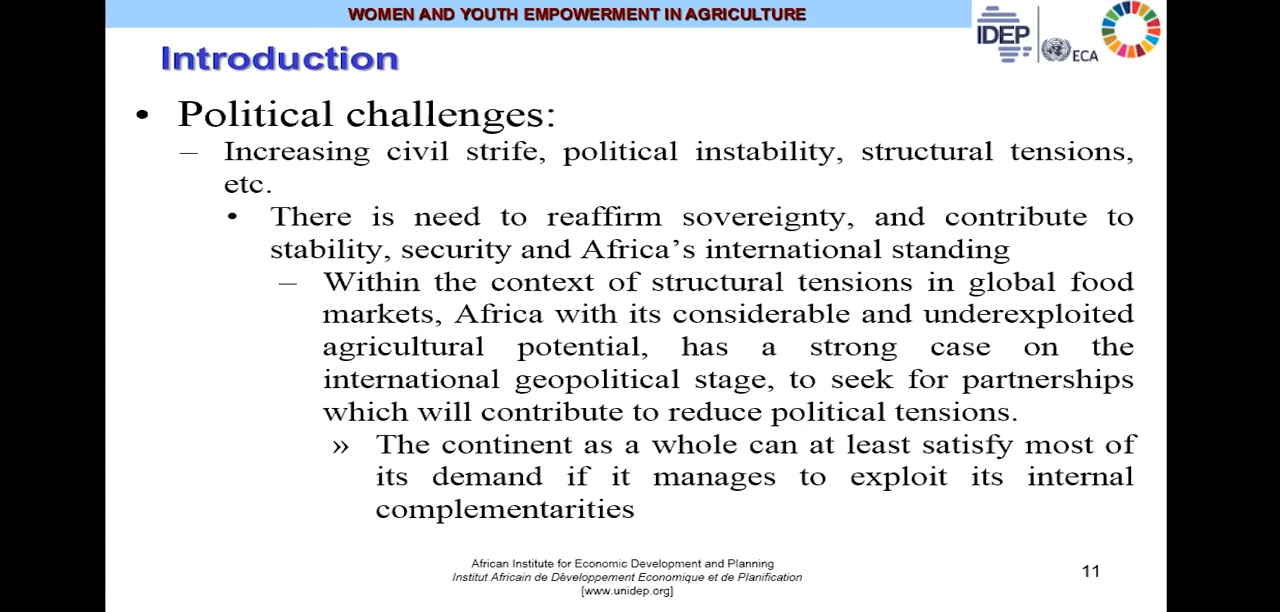 WOMEN AND YOUTH EMPOWERMENT IN AGRICULTURE
IDEP
ECA
Introduction
• Political challenges:
– Increasing civil strife, political instability, structural tensions,
etc.
• There is need to reaffirm sovereignty, and contribute to
stability, security and Africa's international standing
– Within the context of structural tensions in global food
markets, Africa with its considerable and underexploited
agricultural potential, has a strong case on the
international geopolitical stage, to seek for partnerships
which will contribute to reduce political tensions.
» The continent as a whole can at least satisfy most of
its demand if it manages to exploit its internal
complementarities
African Institute for Economic Development and Planning
Institut Africain de Développement Economique et de Planification
[www.unidep.org]
11